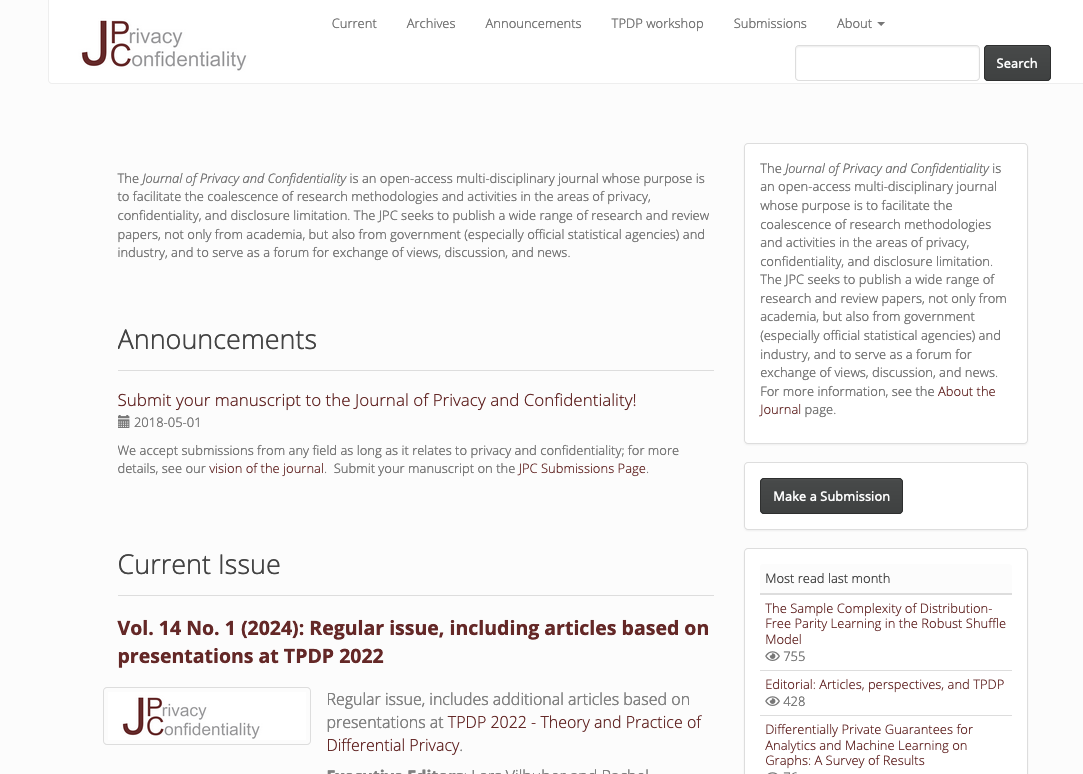 Current Archives Announcements TPDP workshop Submissions About
JPrivacy
Confidentiality
Search
The Journal of Privacy and Confidentiality is an open-access multi-disciplinary journal whose purpose is
to facilitate the coalescence of research methodologies and activities in the areas of privacy,
confidentiality, and disclosure limitation. The JPC seeks to publish a wide range of research and review
papers, not only from academia, but also from government (especially official statistical agencies) and
industry, and to serve as a forum for exchange of views, discussion, and news.
Announcements
Submit your manuscript to the Journal of Privacy and Confidentiality!
2018-05-01
We accept submissions from any field as long as it relates to privacy and confidentiality; for more
details, see our vision of the journal. Submit your manuscript on the JPC Submissions Page.
Current Issue
Vol. 14 No. 1 (2024): Regular issue, including articles based on
presentations at TPDP 2022
JPrivacy
Confidentiality
Regular issue, includes additional articles based on
presentations at TPDP 2022 - Theory and Practice of
Differential Privacy.
The Journal of Privacy and Confidentiality is
an open-access multi-disciplinary journal
whose purpose is to facilitate the
coalescence of research methodologies
and activities in the areas of privacy,
confidentiality, and disclosure limitation.
The JPC seeks to publish a wide range of
research and review papers, not only from
academia, but also from government
(especially official statistical agencies) and
industry, and to serve as a forum for
exchange of views, discussion, and news.
For more information, see the About the
Journal page.
Make a Submission
Most read last month
The Sample Complexity of Distribution-
Free Parity Learning in the Robust Shuffle
Model
755
Editorial: Articles, perspectives, and TPDP
428
Differentially Private Guarantees for
Analytics and Machine Learning on
Graphs: A Survey of Results